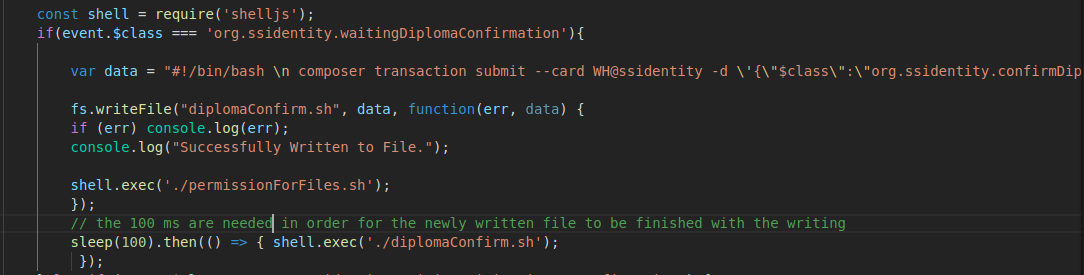 const shell = require('shelljs');
if(event.$class === 'org.ssidentity.waitingDiplomaConfirmation'){
var data = "#!/bin/bash \n composer transaction submit --card WH@ssidentity -d \'{\"$class\":\"org.ssidentity.confirmDip
fs.writeFile("diplomaConfirm.sh", data, function(err, data) {
if (err) console.log(err);
console.log("Successfully Written to File.");
shell.exec('./permissionForFiles.sh');
});
// the 100 ms are needed in order for the newly written file to be finished with the writing
sleep(100).then(() => { shell.exec('./diplomaConfirm.sh');
});